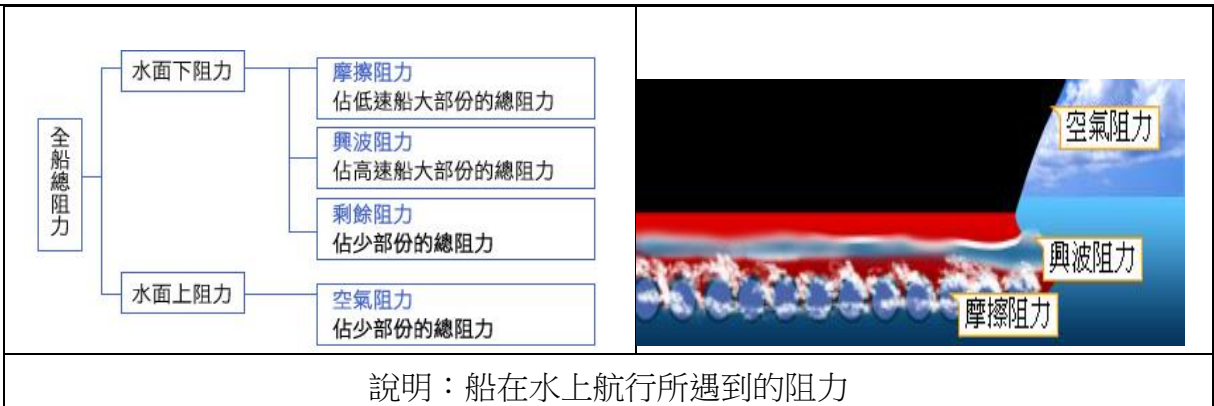 全船總阻力
水面下阻力
摩擦阻力
佔低速船大部份的總阻力
興波阻力
佔高速船大部份的總阻力
剩餘阻力
佔少部份的總阻力
水面上阻力
空氣阻力
佔少部份的總阻力
空氣阻力
興波阻力
摩擦阻力
說明：船在水上航行所遇到的阻力